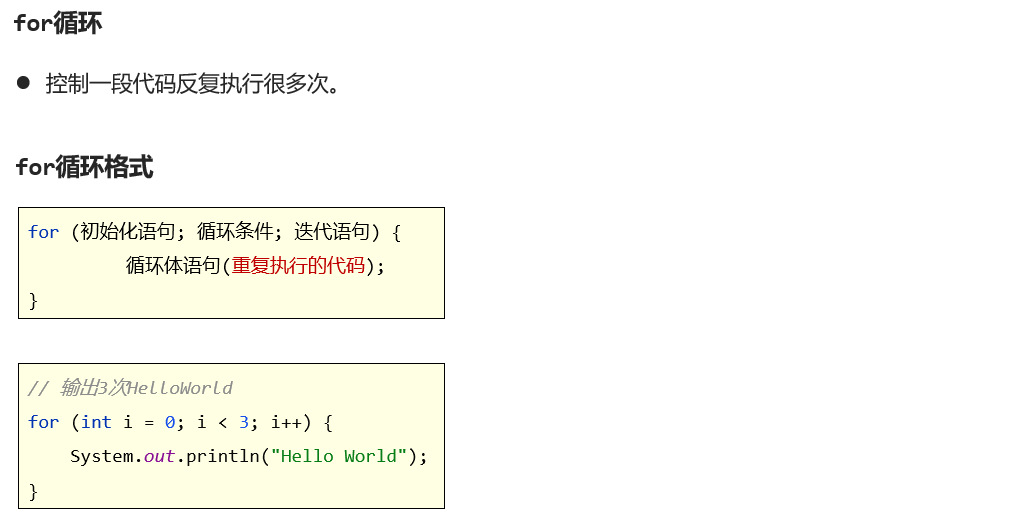 for循环
● 控制一段代码反复执行很多次。
for循环格式
for (初始化语句; 循环条件; 迭代语句) {
循环体语句(重复执行的代码);
}
// 输出3次HelloWorld
for (int i = 0; i < 3; i++) {
System.out.println("Hello World");
}